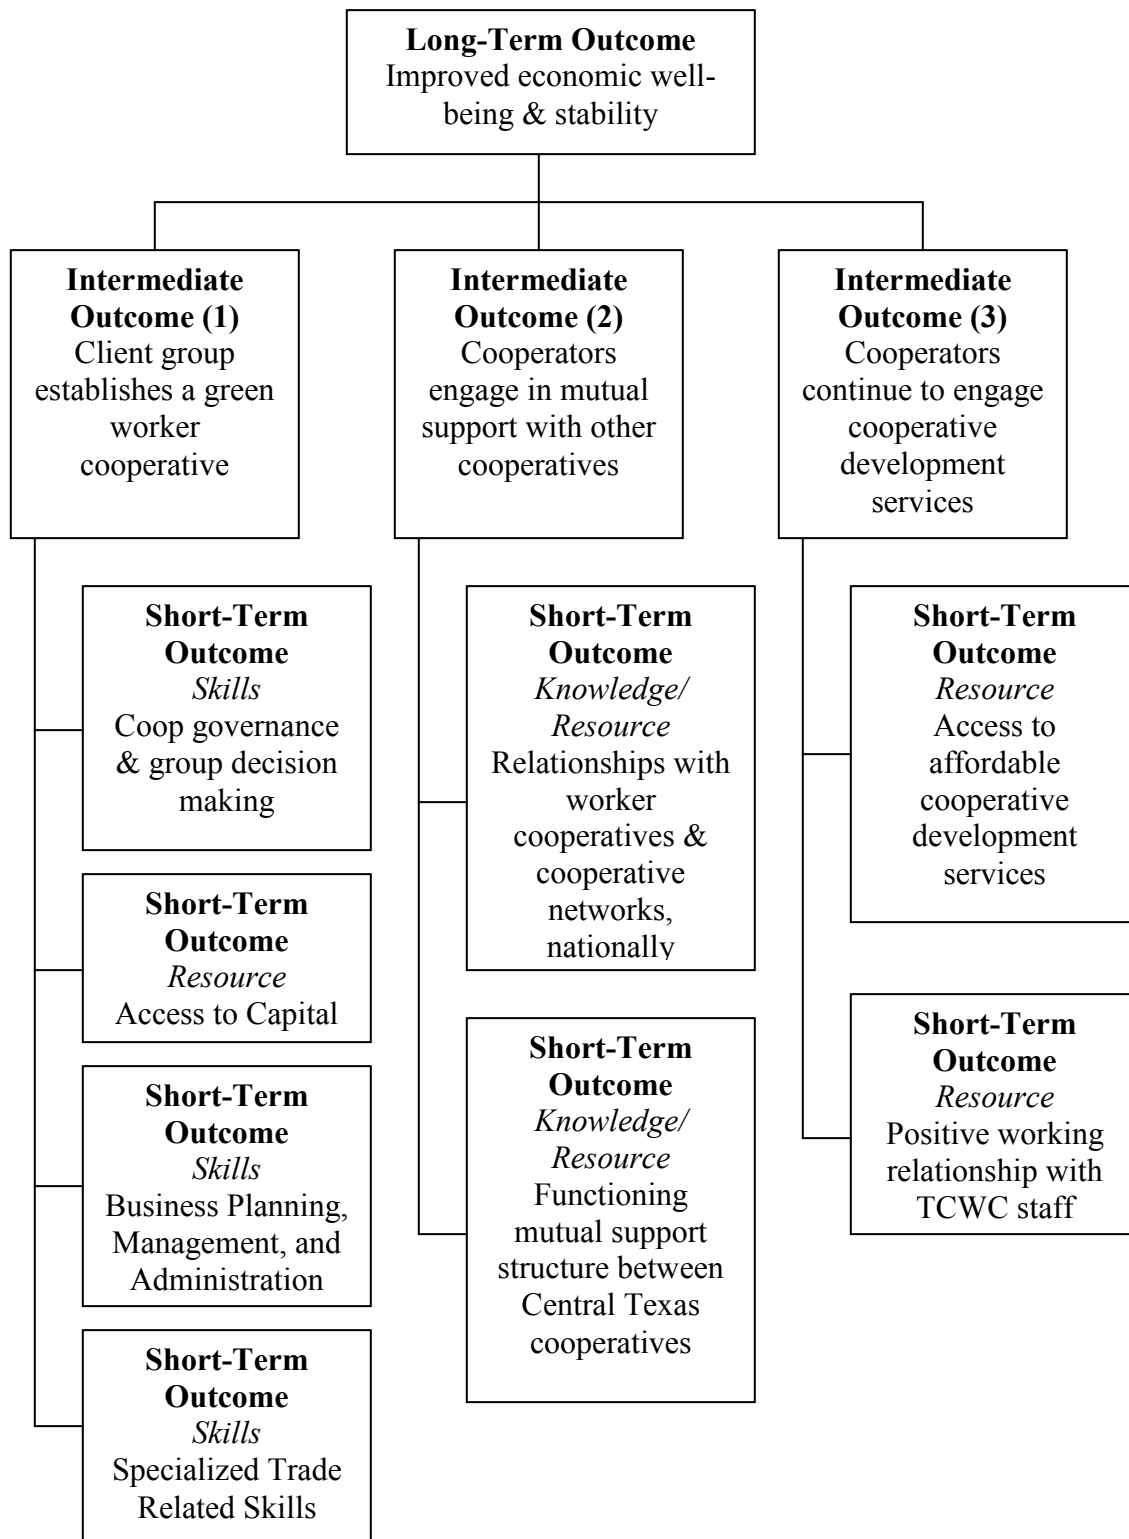 Long-Term Outcome
Improved economic well-
being & stability
Intermediate
Outcome (1)
Client group
establishes a green
worker
cooperative
Intermediate
Outcome (2)
Cooperators
engage in mutual
support with other
cooperatives
Intermediate
Outcome (3)
Cooperators
continue to engage
cooperative
development
services
Short-Term
Outcome
Skills
Coop governance
& group decision
making
Short-Term
Outcome
Resource
Access to Capital
Short-Term
Outcome
Skills
Business Planning,
Management, and
Administration
Short-Term
Outcome
Skills
Specialized Trade
Related Skills
Short-Term
Outcome
Knowledge/
Resource
Relationships with
worker
cooperatives &
cooperative
networks,
nationally
Short-Term
Outcome
Knowledge/
Resource
Functioning
mutual support
structure between
Central Texas
cooperatives
Short-Term
Outcome
Resource
Access to
affordable
cooperative
development
services
Short-Term
Outcome
Resource
Positive working
relationship with
TCWC staff